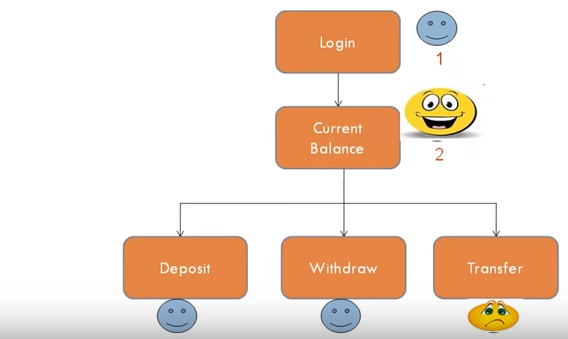 Login
1
Current
Balance
2
Deposit
Withdraw
Transfer